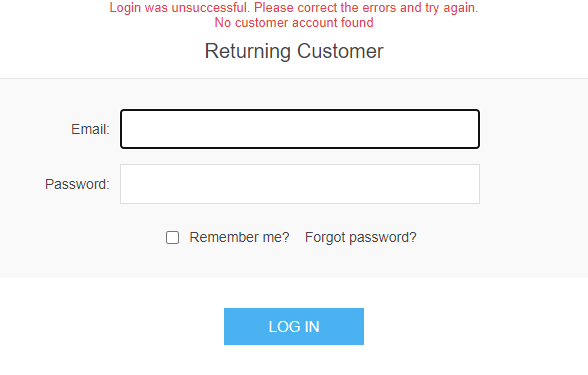 Login was unsuccessful. Please correct the errors and try again.
No customer account found
Returning Customer
Email:
Password:
Remember me? Forgot password?
LOG IN